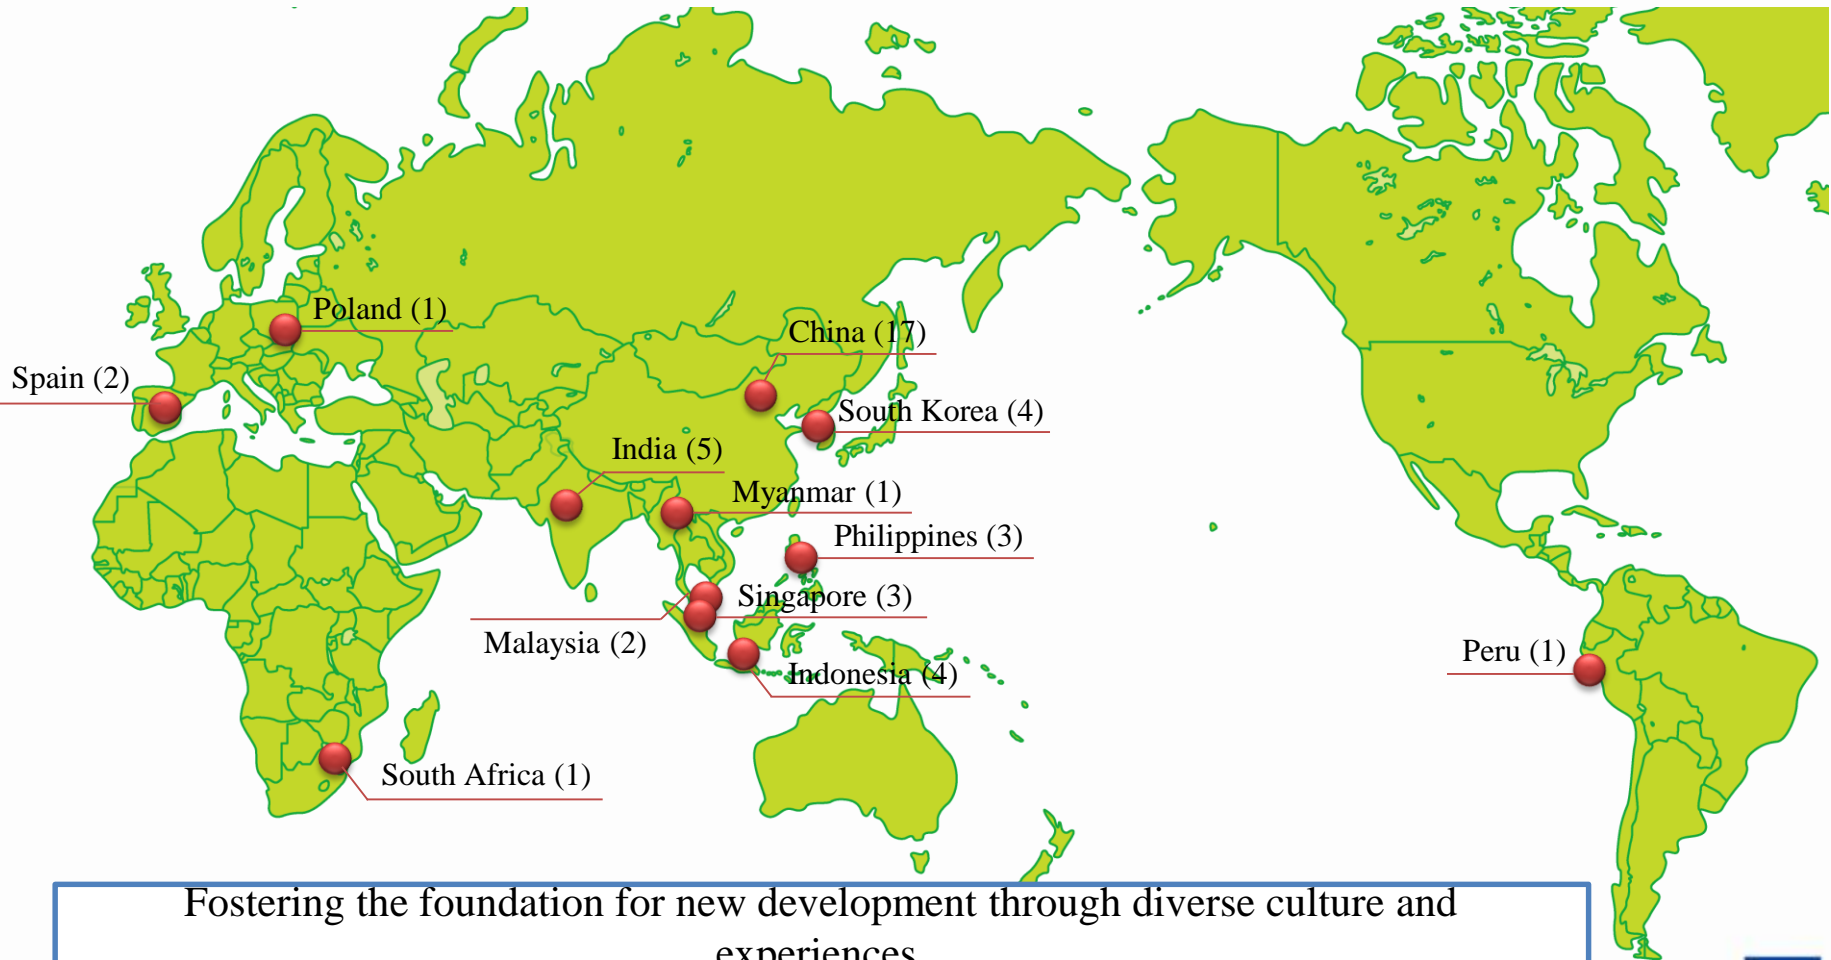 Poland (1)
China (17)
Spain (2)
South Korea (4)
India (5)
Myanmar (1)
Philippines (3)
Singapore (3)
Malaysia (2)
Indonesia (4)
Peru (1)
South Africa (1)
Fostering the foundation for new development through diverse culture and
experiences